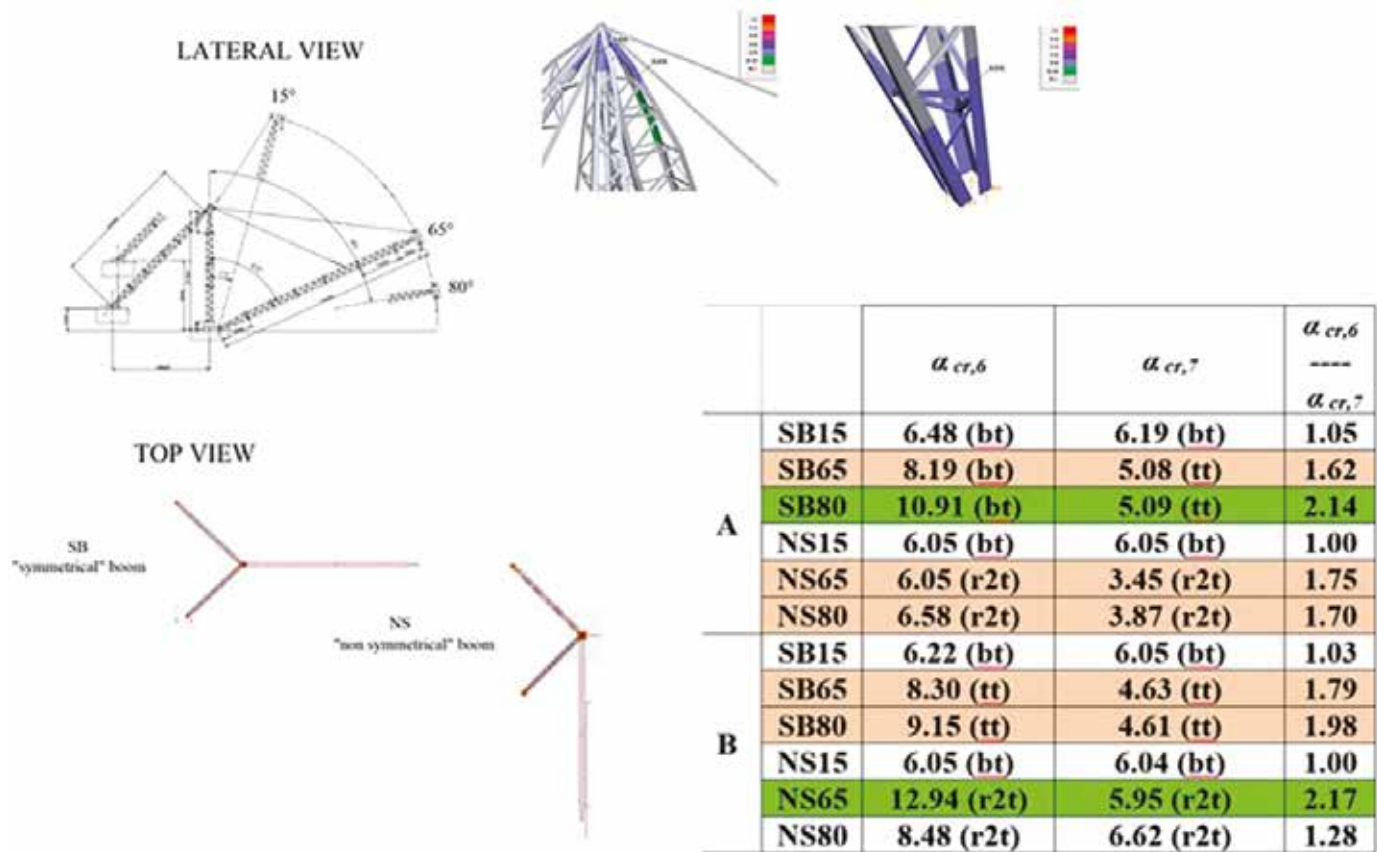 LATERAL VIEW
15°
65°
80°
TOP VIEW
SB
"symmetrical" boom
NS
"non symmetrical" boom
α cr,6 α cr,7 α cr,6 ---- α cr,7
A
SB15 6.48 (bt) 6.19 (bt) 1.05
SB65 8.19 (bt) 5.08 (tt) 1.62
SB80 10.91 (bt) 5.09 (tt) 2.14
NS15 6.05 (bt) 6.05 (bt) 1.00
NS65 6.05 (r2t) 3.45 (r2t) 1.75
NS80 6.58 (r2t) 3.87 (r2t) 1.70
B
SB15 6.22 (bt) 6.05 (bt) 1.03
SB65 8.30 (tt) 4.63 (tt) 1.79
SB80 9.15 (tt) 4.61 (tt) 1.98
NS15 6.05 (bt) 6.04 (bt) 1.00
NS65 12.94 (r2t) 5.95 (r2t) 2.17
NS80 8.48 (r2t) 6.62 (r2t) 1.28